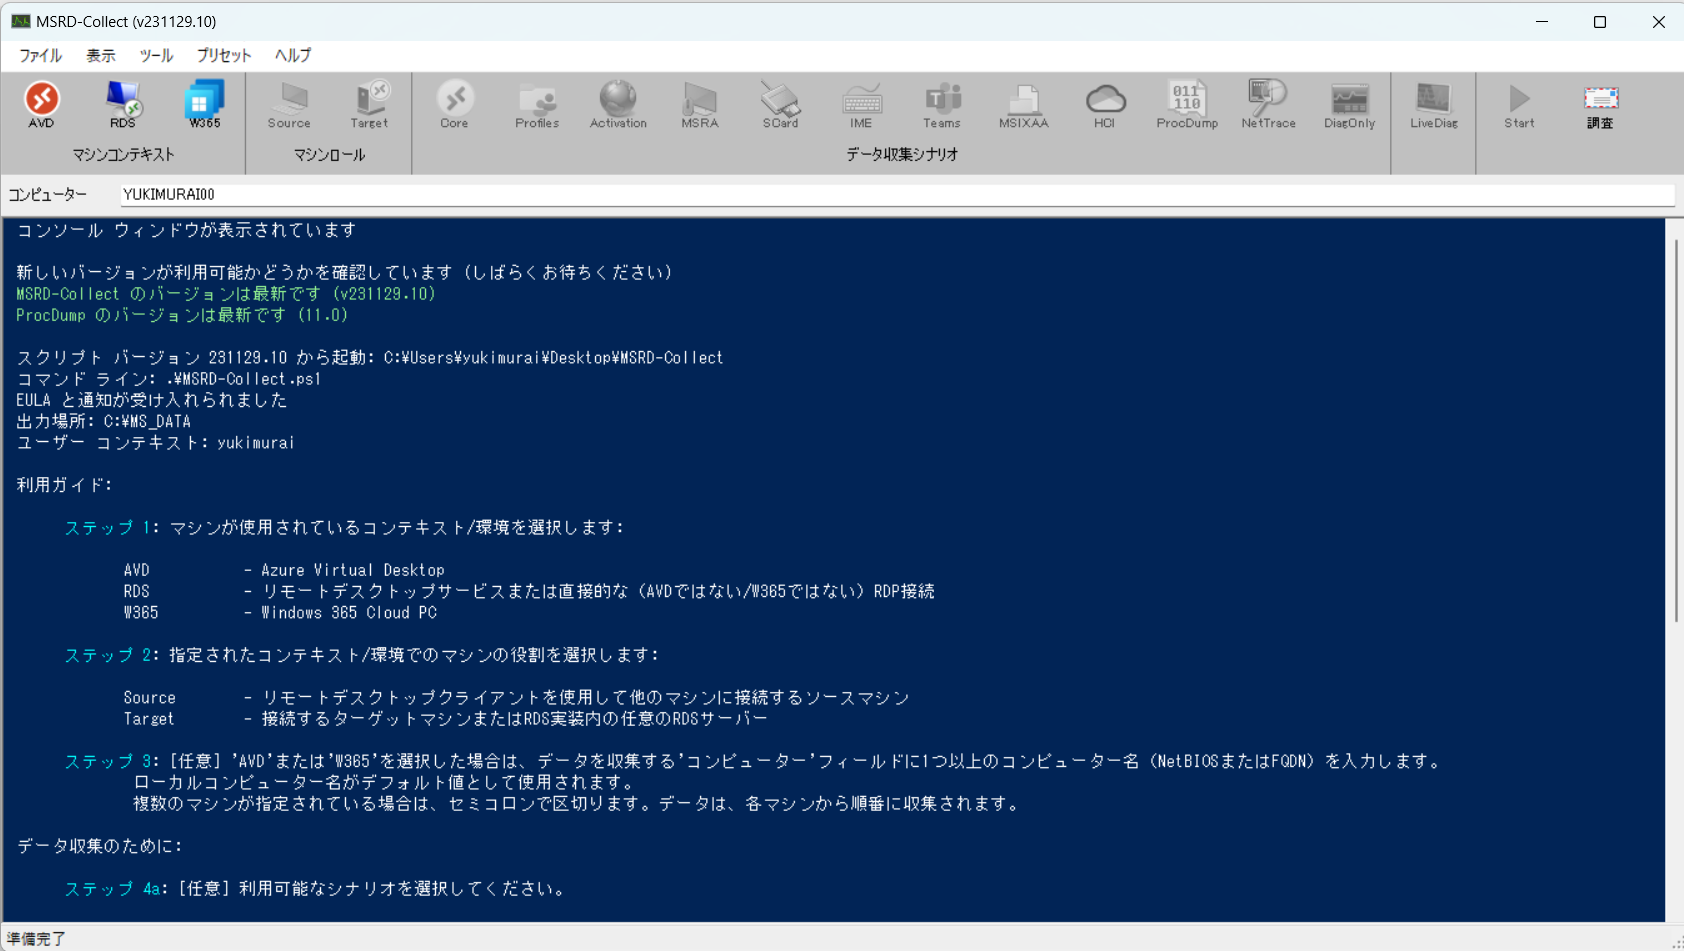 MSRD-Collect (v231129.10)
ファイル 表示 ツール プリセット ヘルプ
AVD RDS W365 Source Target Core Profiles Activation MSRA SCard IME Teams MSIXAA HCI ProcDump NetTrace DiagOnly LiveDiag Start 調査
マシンコンテキスト マシンロール データ収集シナリオ
コンピューター YUKIMURAI00
コンソール ウィンドウが表示されています
新しいバージョンが利用可能かどうかを確認しています (しばらくお待ちください)
MSRD-Collect のバージョンは最新です (v231129.10)
ProcDump のバージョンは最新です (11.0)
スクリプト バージョン 231129.10 から起動: C:¥Users¥yukimurai¥Desktop¥MSRD-Collect
コマンド ライン: .¥MSRD-Collect.ps1
EULA と通知が受け入れられました
出力場所: C:¥MS_DATA
ユーザー コンテキスト: yukimurai
利用ガイド:
ステップ 1: マシンが使用されているコンテキスト/環境を選択します:
AVD - Azure Virtual Desktop
RDS - リモートデスクトップサービスまたは直接的な (AVDではない/W365ではない) RDP接続
W365 - Windows 365 Cloud PC
ステップ 2: 指定されたコンテキスト/環境でのマシンの役割を選択します:
Source - リモートデスクトップクライアントを使用して他のマシンに接続するソースマシン
Target - 接続するターゲットマシンまたはRDS実装内の任意のRDSサーバー
ステップ 3: [任意] 'AVD'または'W365'を選択した場合は、データを収集する'コンピューター'フィールドに1つ以上のコンピューター名 (NetBIOSまたはFQDN) を入力します。
ローカルコンピューター名がデフォルト値として使用されます。
複数のマシンが指定されている場合は、セミコロンで区切ります。データは、各マシンから順番に収集されます。
データ収集のために:
ステップ 4a: [任意] 利用可能なシナリオを選択してください。
準備完了